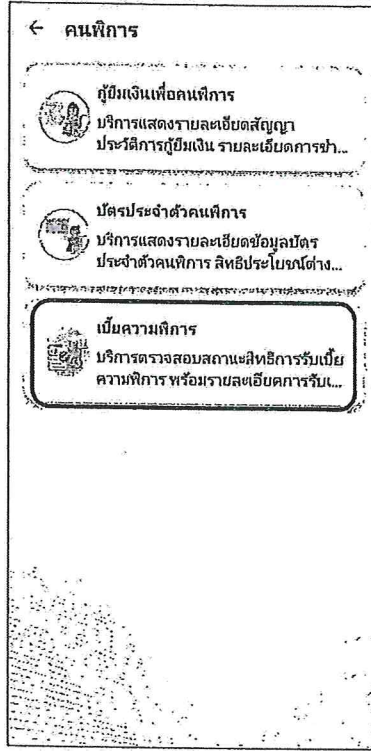 ← คนพิการ
กู้ยืมเงินเพื่อคนพิการ
บริการแสดงรายละเอียดสัญญา
ประวัติการกู้ยืมเงิน รายละเอียดการชำ...
บัตรประจำตัวคนพิการ
บริการแสดงรายละเอียดข้อมูลบัตร
ประจำตัวคนพิการ สิทธิประโยชน์ต่าง...
เบี้ยความพิการ
บริการตรวจสอบสถานะสิทธิการรับเบี้ย
ความพิการ พร้อมรายละเอียดการรับเ...